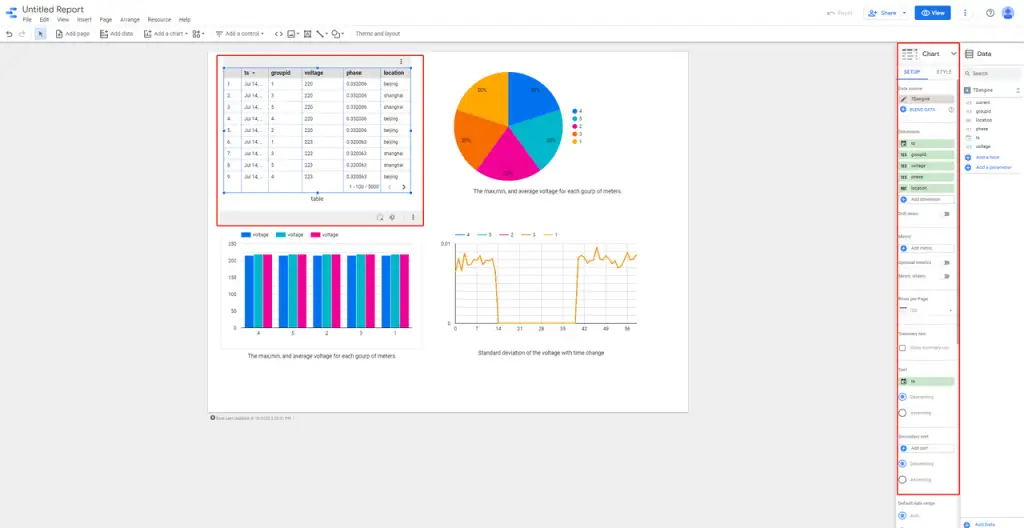 Untitled Report
File Edit View Insert Page Arrange Resource Help
Reset Share View
Add page Add data Add a chart Add a control Theme and layout
ts groupid voltage phase location
1. Jul 14,... 1 220 0.332006 beijing
2. Jul 14,... 3 220 0.332006 shanghai
3. Jul 14,... 5 220 0.332006 shanghai
4. Jul 14,... 4 220 0.332006 beijing
5. Jul 14,... 2 220 0.332006 beijing
6. Jul 14,... 1 223 0.320063 beijing
7. Jul 14,... 3 223 0.320063 shanghai
8. Jul 14,... 5 223 0.320063 shanghai
9. Jul 14,... 4 223 0.320063 beijing
1 - 100 / 5000
table
20% 20%
20% 20%
20%
4
5
2
3
1
The max,min, and average voltage for each gourp of meters.
voltage voltage voltage
250
200
150
100
50
0
4 5 2 3 1
The max,min, and average voltage for each gourp of meters.
4 5 2 3 1
0.01
0
0 7 14 21 28 35 42 49 56
Standard deviation of the voltage with time change
Chart
SETUP STYLE
Data source
TDengine
BLEND DATA
Dimension
ts
groupid
voltage
phase
location
Add dimension
Drill down
Metric
Add metric
Optional metrics
Metric sliders
Rows per Page
100
Summary row
Show summary row
Sort
ts
Descending
Ascending
Secondary sort
Add sort
Descending
Ascending
Default date range
Auto
Data
Search
TDengine
current
groupid
location
phase
ts
voltage
Add a field
Add a parameter
Add Data